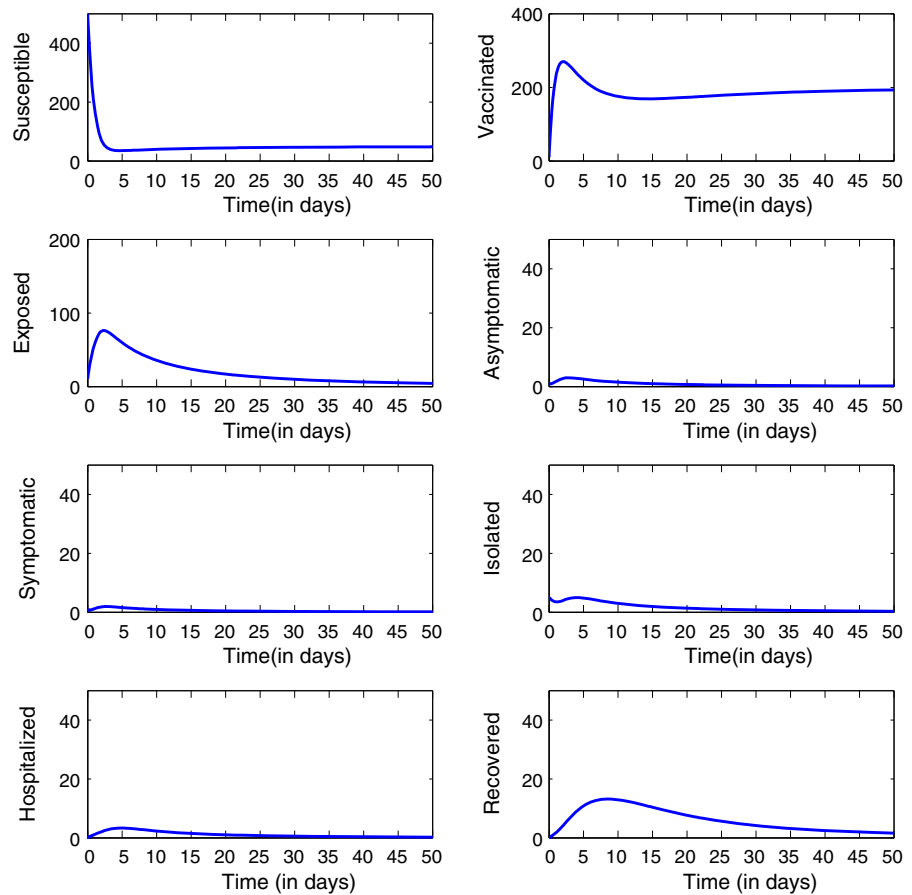 Susceptible
400
200
0
0 5 10 15 20 25 30 35 40 45 50
Time(in days)
Vaccinated
400
200
0
0 5 10 15 20 25 30 35 40 45 50
Time(in days)
Exposed
200
100
0
0 5 10 15 20 25 30 35 40 45 50
Time(in days)
Asymptomatic
40
20
0
0 5 10 15 20 25 30 35 40 45 50
Time (in days)
Symptomatic
40
20
0
0 5 10 15 20 25 30 35 40 45 50
Time(in days)
Isolated
40
20
0
0 5 10 15 20 25 30 35 40 45 50
Time(in days)
Hospitalized
40
20
0
0 5 10 15 20 25 30 35 40 45 50
Time (in days)
Recovered
40
20
0
0 5 10 15 20 25 30 35 40 45 50
Time (in days)